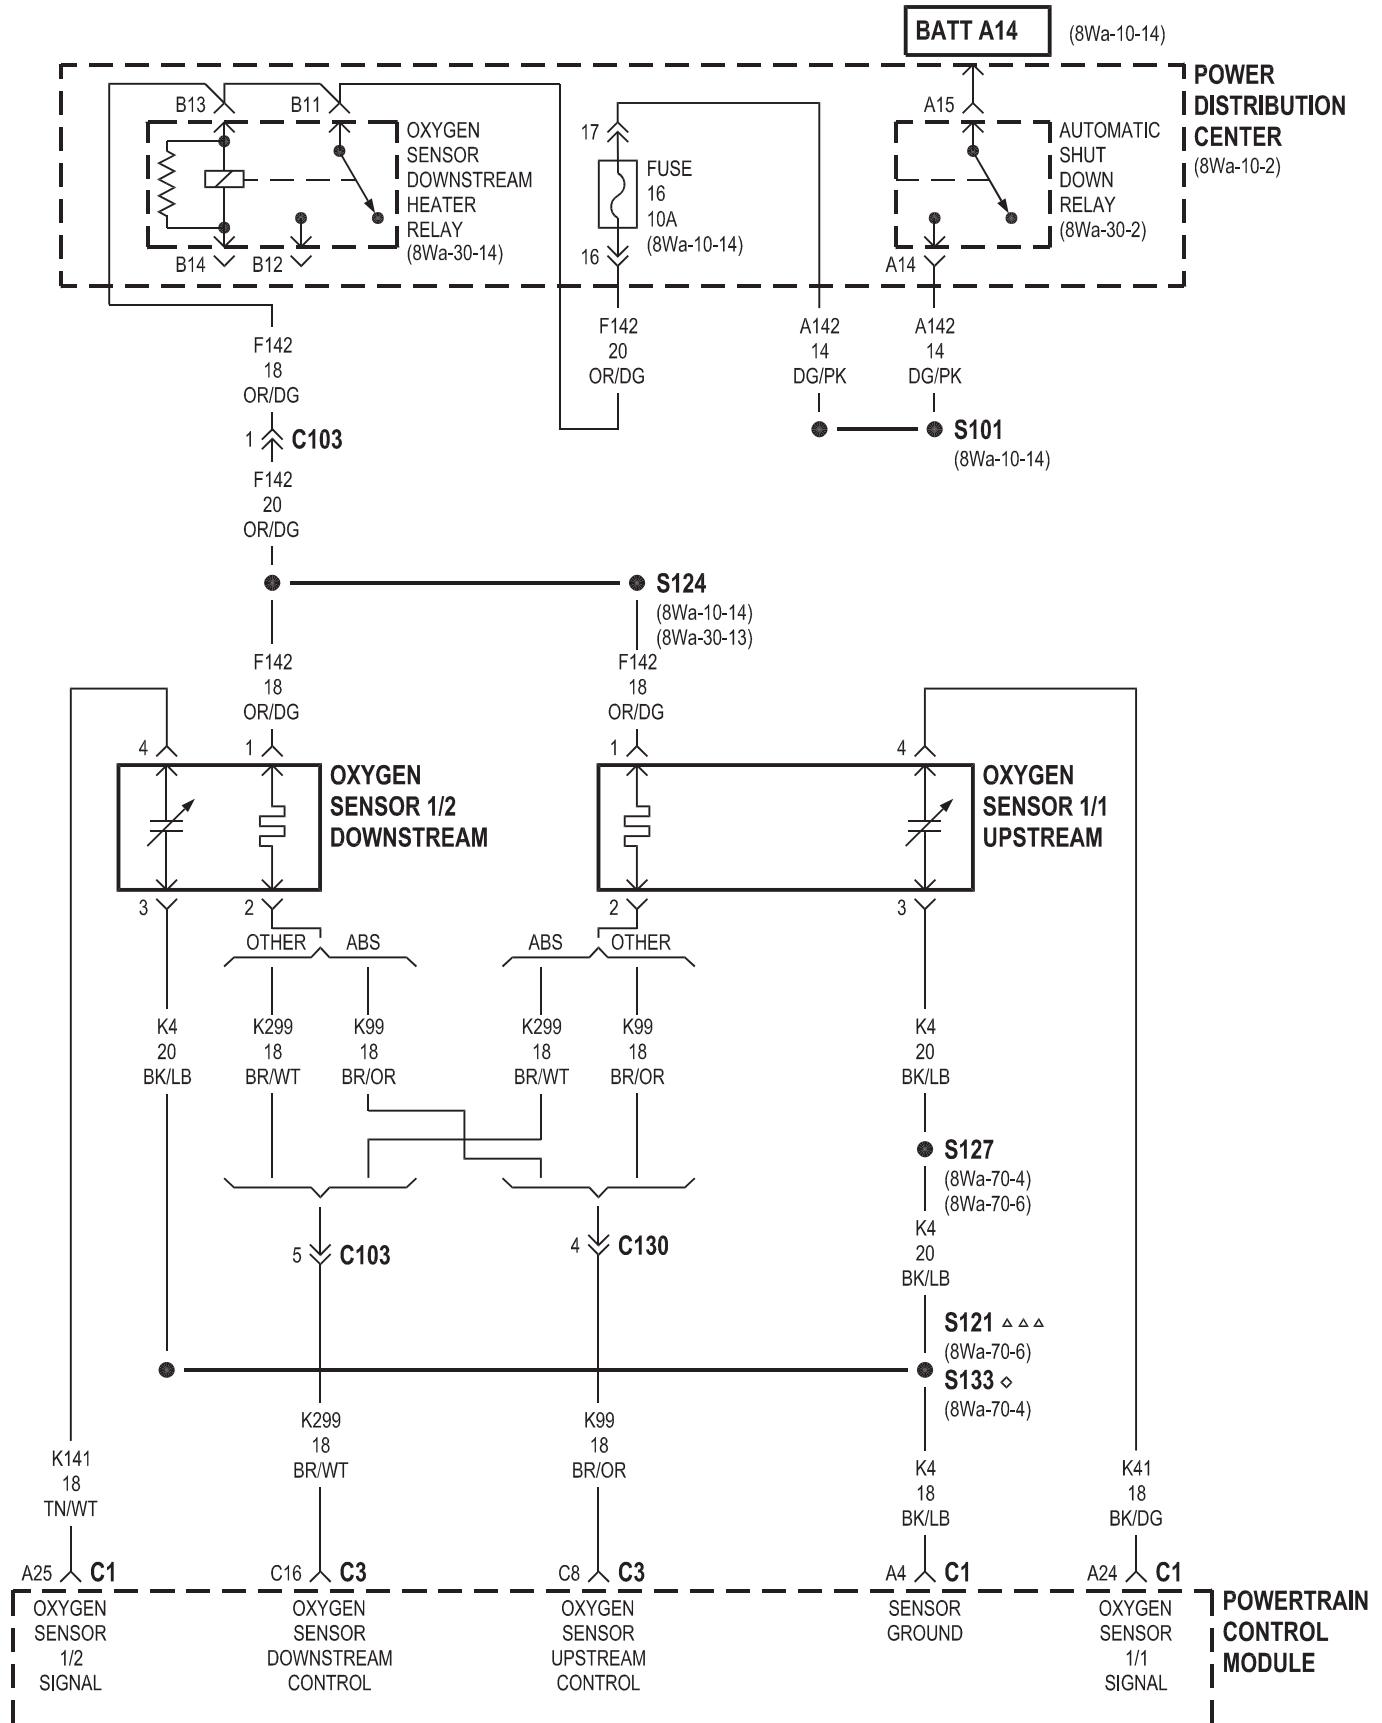 BATT A14
(8Wa-10-14)
POWER
DISTRIBUTION
CENTER
(8Wa-10-2)
B13
B11
OXYGEN
SENSOR
DOWNSTREAM
HEATER
RELAY
(8Wa-30-14)
B14
B12
17
FUSE
16
10A
(8Wa-10-14)
16
A15
AUTOMATIC
SHUT
DOWN
RELAY
(8Wa-30-2)
A14
F142
18
OR/DG
F142
20
OR/DG
A142
14
DG/PK
A142
14
DG/PK
1
C103
S101
(8Wa-10-14)
F142
20
OR/DG
S124
(8Wa-10-14)
(8Wa-30-13)
F142
18
OR/DG
F142
18
OR/DG
4
1
OXYGEN
SENSOR 1/2
DOWNSTREAM
3
2
1
4
OXYGEN
SENSOR 1/1
UPSTREAM
2
3
OTHER
ABS
ABS
OTHER
K4
20
BK/LB
K299
18
BR/WT
K99
18
BR/OR
K299
18
BR/WT
K99
18
BR/OR
K4
20
BK/LB
S127
(8Wa-70-4)
(8Wa-70-6)
5
C103
4
C130
K4
20
BK/LB
S121 △ △ △
(8Wa-70-6)
S133 ◇
(8Wa-70-4)
K141
18
TN/WT
K299
18
BR/WT
K99
18
BR/OR
K4
18
BK/LB
K41
18
BK/DG
A25
C1
C16
C3
C8
C3
A4
C1
A24
C1
OXYGEN
SENSOR
1/2
SIGNAL
OXYGEN
SENSOR
DOWNSTREAM
CONTROL
OXYGEN
SENSOR
UPSTREAM
CONTROL
SENSOR
GROUND
OXYGEN
SENSOR
1/1
SIGNAL
POWERTRAIN
CONTROL
MODULE